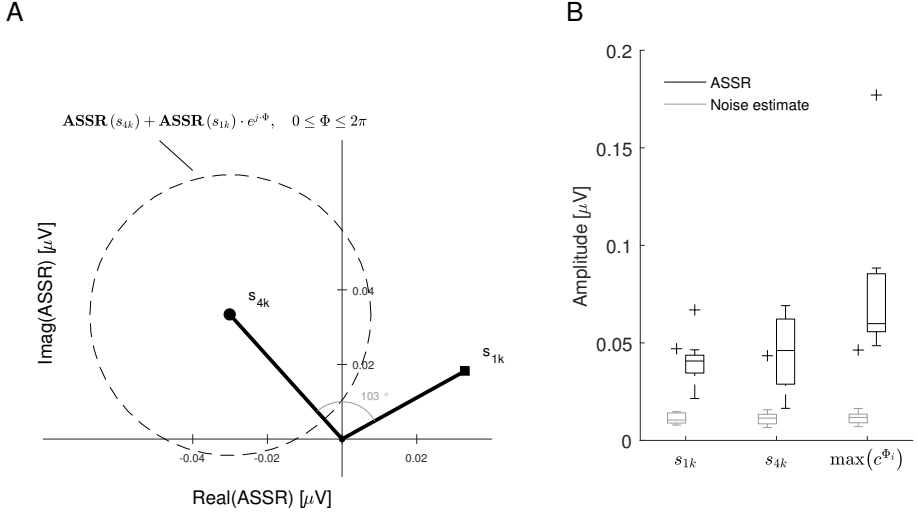 A
ASSR (s4k) + ASSR (s1k) · e^{j·Φ}, 0 ≤ Φ ≤ 2π
Imag(ASSR) [μV]
s4k
0.04
s1k
0.02
103 °
-0.04
-0.02
0.02
Real(ASSR) [μV]
B
0.2
ASSR
Noise estimate
0.15
Amplitude [μV]
0.1
0.05
0
s1k
s4k
max(c^{Φi})